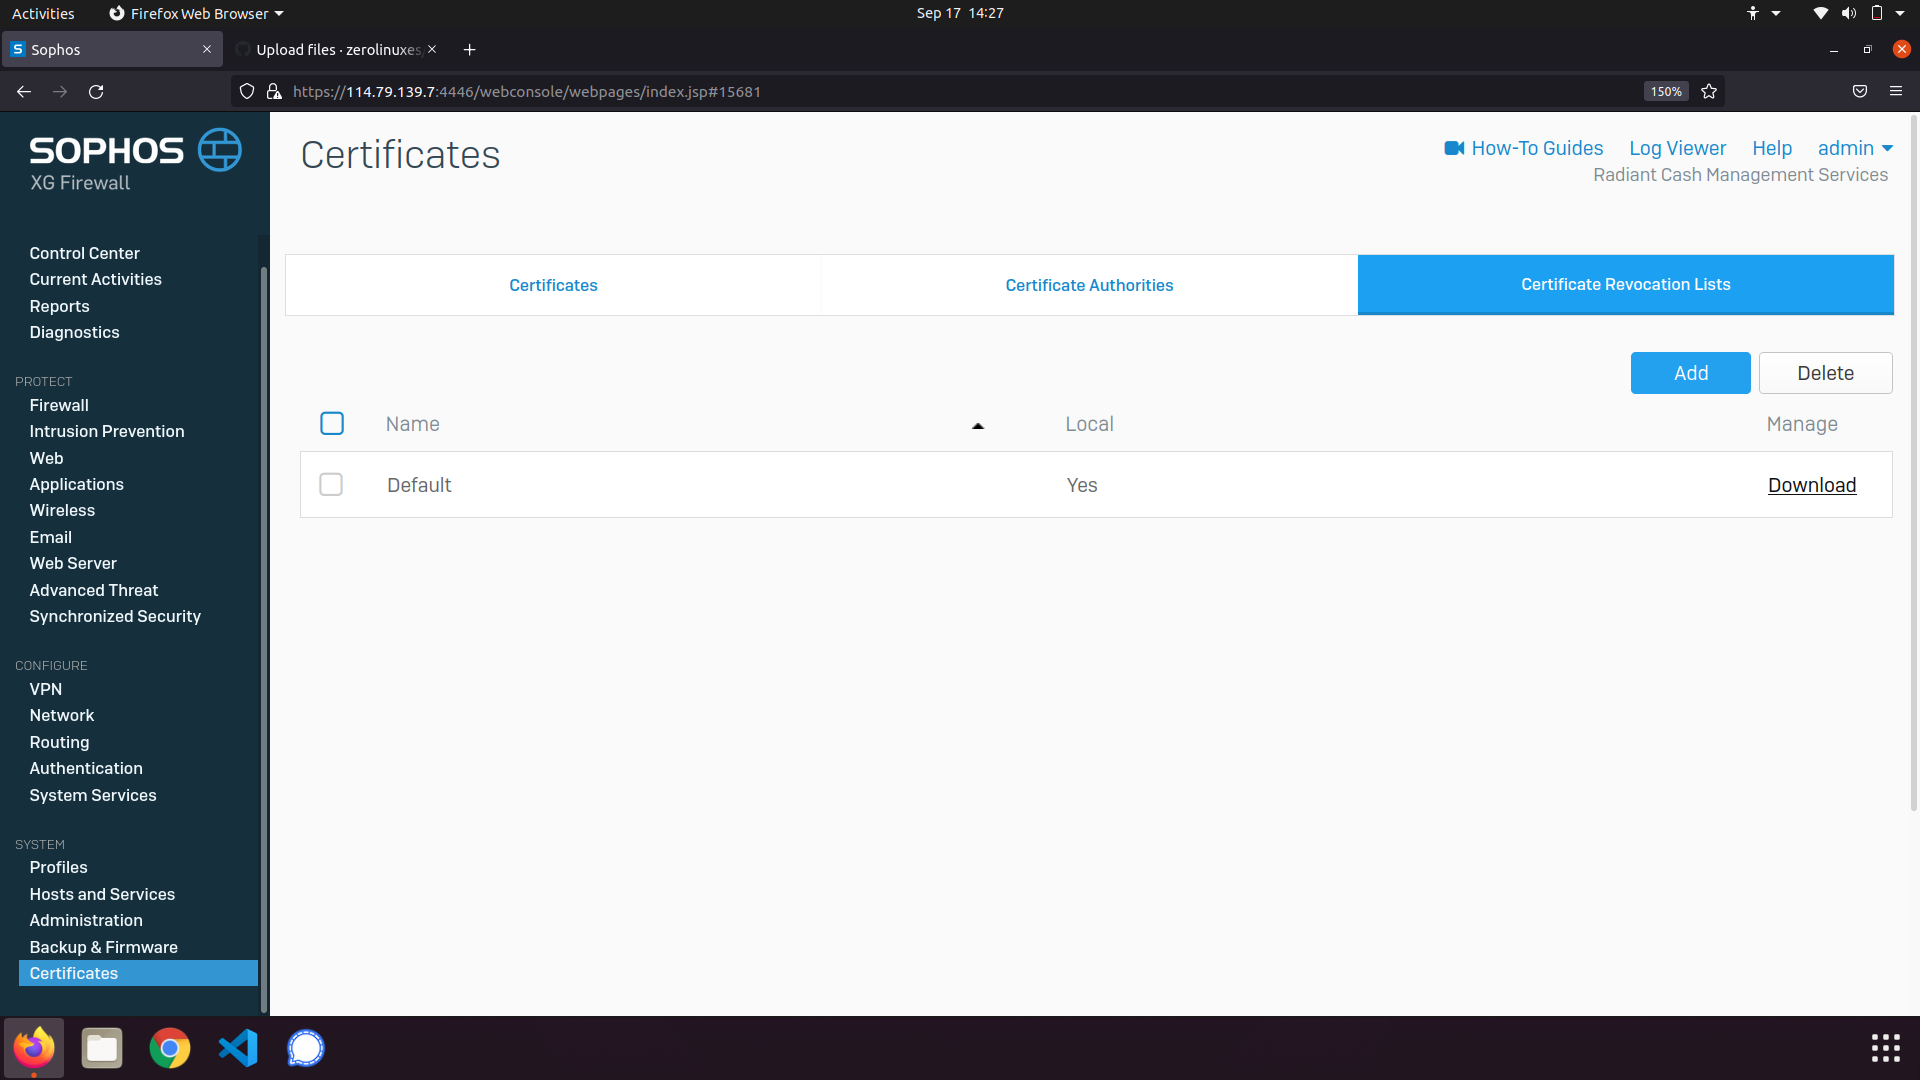 Activities
Firefox Web Browser
Sep 17 14:27
Sophos
Upload files · zerolinuxes/
https://114.79.139.7:4446/webconsole/webpages/index.jsp#15681
150%
SOPHOS
XG Firewall
Control Center
Current Activities
Reports
Diagnostics
PROTECT
Firewall
Intrusion Prevention
Web
Applications
Wireless
Email
Web Server
Advanced Threat
Synchronized Security
CONFIGURE
VPN
Network
Routing
Authentication
System Services
SYSTEM
Profiles
Hosts and Services
Administration
Backup & Firmware
Certificates
Certificates
How-To Guides
Log Viewer
Help
admin
Radiant Cash Management Services
Certificates
Certificate Authorities
Certificate Revocation Lists
Add
Delete
Name
Local
Manage
Default
Yes
Download